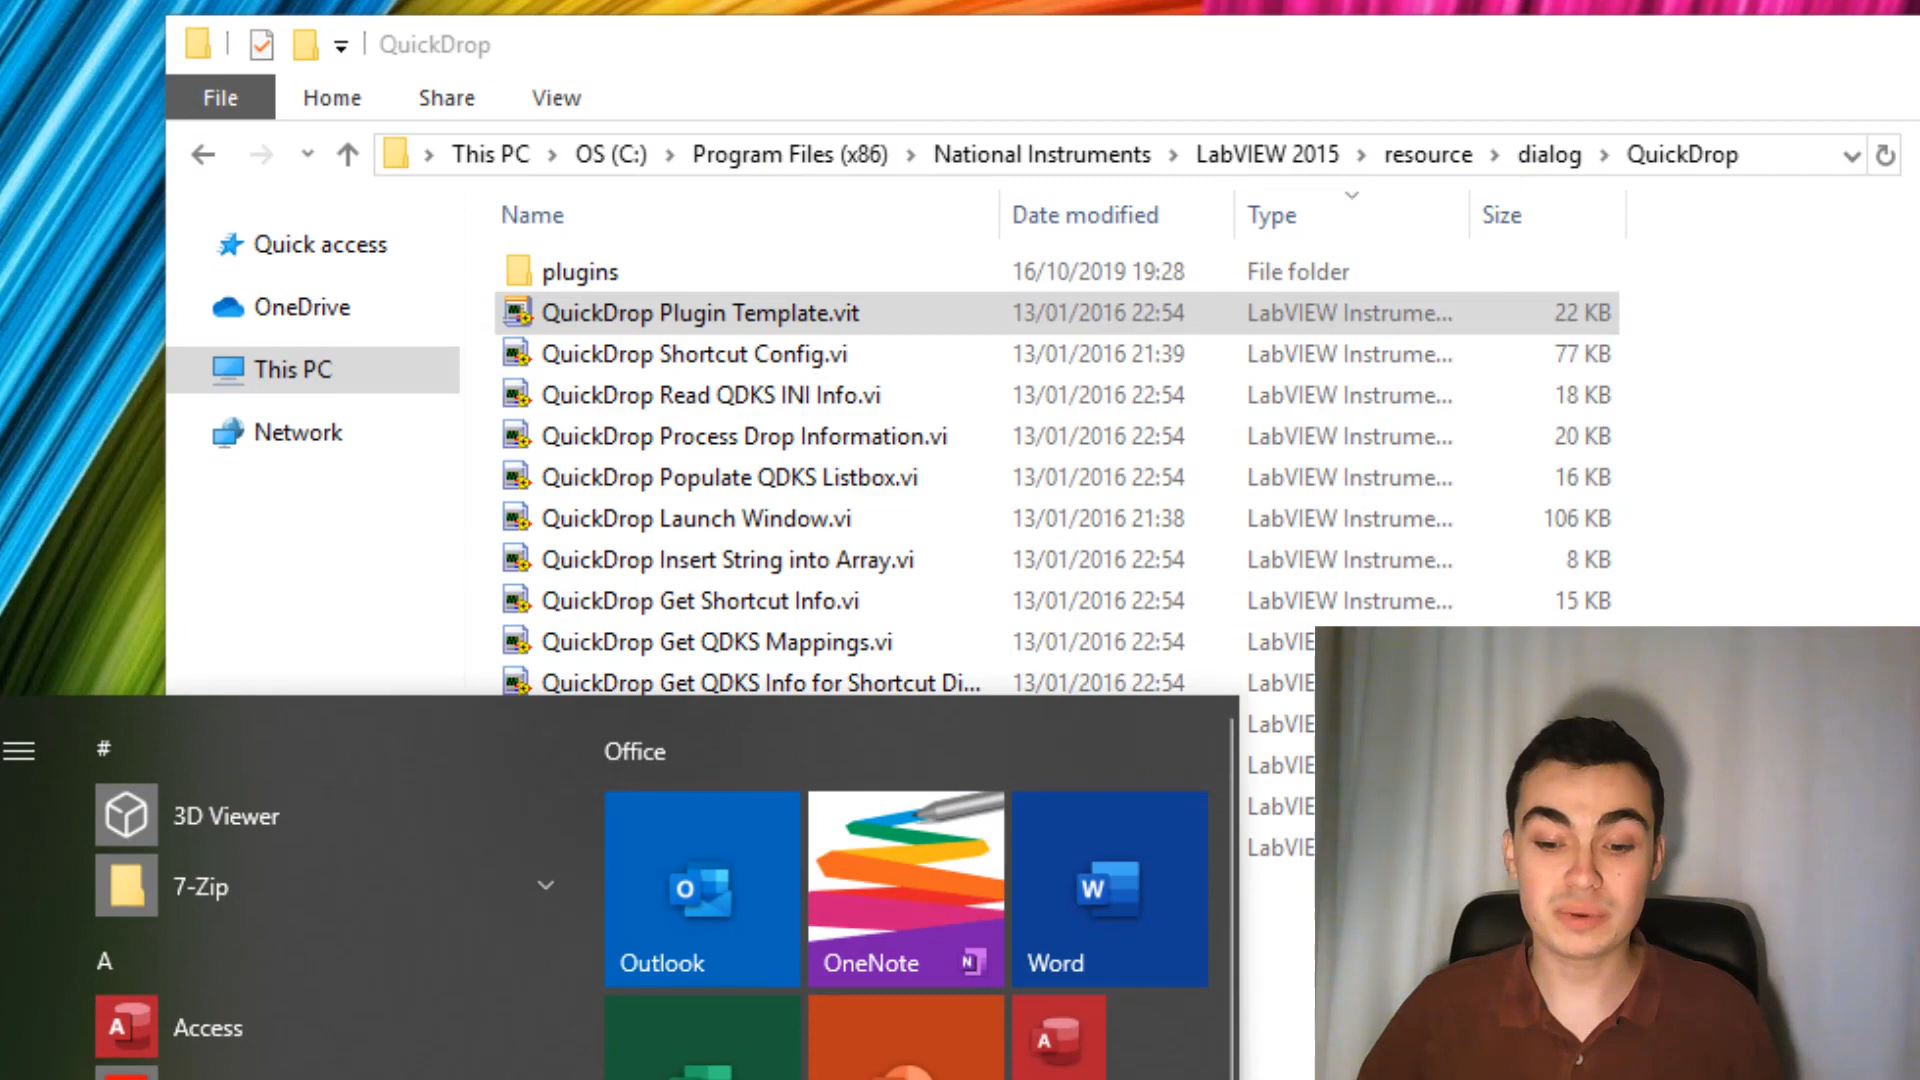 QuickDrop
File Home Share View
This PC OS (C:) Program Files (x86) National Instruments LabVIEW 2015 resource dialog QuickDrop
Name Date modified Type Size
Quick access
OneDrive
This PC
Network
plugins 16/10/2019 19:28 File folder
QuickDrop Plugin Template.vit 13/01/2016 22:54 LabVIEW Instrume... 22 KB
QuickDrop Shortcut Config.vi 13/01/2016 21:39 LabVIEW Instrume... 77 KB
QuickDrop Read QDKS INI Info.vi 13/01/2016 22:54 LabVIEW Instrume... 18 KB
QuickDrop Process Drop Information.vi 13/01/2016 22:54 LabVIEW Instrume... 20 KB
QuickDrop Populate QDKS Listbox.vi 13/01/2016 22:54 LabVIEW Instrume... 16 KB
QuickDrop Launch Window.vi 13/01/2016 21:38 LabVIEW Instrume... 106 KB
QuickDrop Insert String into Array.vi 13/01/2016 22:54 LabVIEW Instrume... 8 KB
QuickDrop Get Shortcut Info.vi 13/01/2016 22:54 LabVIEW Instrume... 15 KB
QuickDrop Get QDKS Mappings.vi 13/01/2016 22:54 LabVIE
QuickDrop Get QDKS Info for Shortcut Di... 13/01/2016 22:54 LabVIE
LabVIE
LabVIE
LabVIE
LabVIE
#
3D Viewer
7-Zip
A
A Access
Office
O
Outlook
OneNote N
W
Word
A